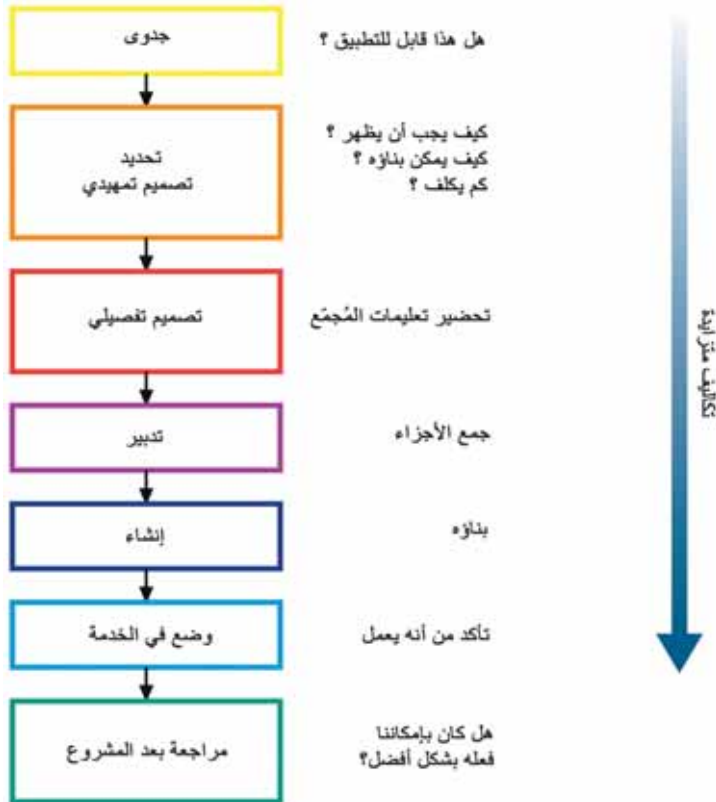 جدوى
هل هذا قابل للتطبيق ؟
تحديد
تصميم تمهيدي
كيف يجب أن يظهر ؟
كيف يمكن بناؤه ؟
كم يكلف ؟
تصميم تفصيلي
تحضير تعليمات المُجمّع
تدبير
جمع الأجزاء
إنشاء
بناؤه
وضع في الخدمة
تأكد من أنه يعمل
مراجعة بعد المشروع
هل كان بإمكاننا
فعله بشكل أفضل؟
تكاليف متزايدة